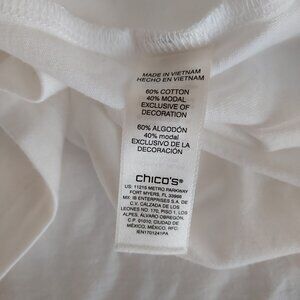 MADE IN VIETNAM
HECHO EN VIETNAM
60% COTTON
40% MODAL
EXCLUSIVE OF
DECORATION
60% ALGODÓN
40% modal
EXCLUSIVO DE LA
DECORACIÓN
chico's®
US: 11215 METRO PARKWAY
FORT MYERS, FL 33966
MX: IB ENTERPRISES S.A. DE
C.V. CALZADA DE LOS
LEONES NO. 170, PISO 1, LOS
ALPES, ÁLVARO OBREGÓN,
C.P. 01010, CIUDAD DE
MÉXICO, MÉXICO, RFC:
IEN1701241PA